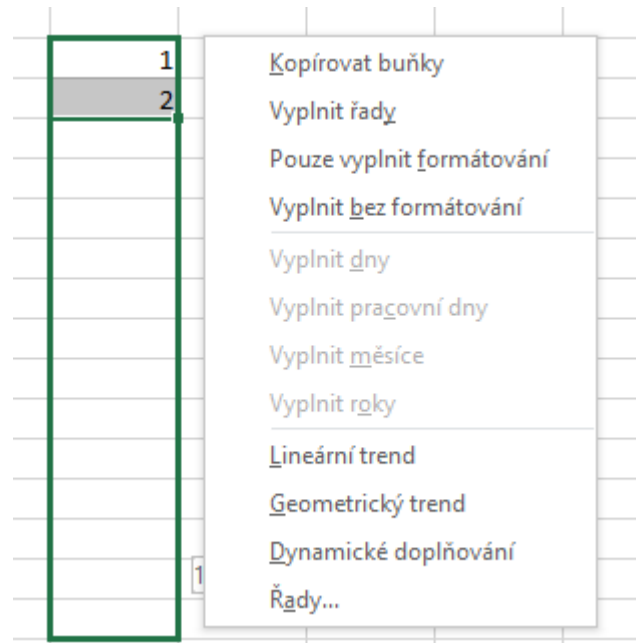 1
2
Kopírovat buňky
Vyplnit řady
Pouze vyplnit formátování
Vyplnit bez formátování
Vyplnit dny
Vyplnit pracovní dny
Vyplnit měsíce
Vyplnit roky
Lineární trend
Geometrický trend
Dynamické doplňování
1
Řady...